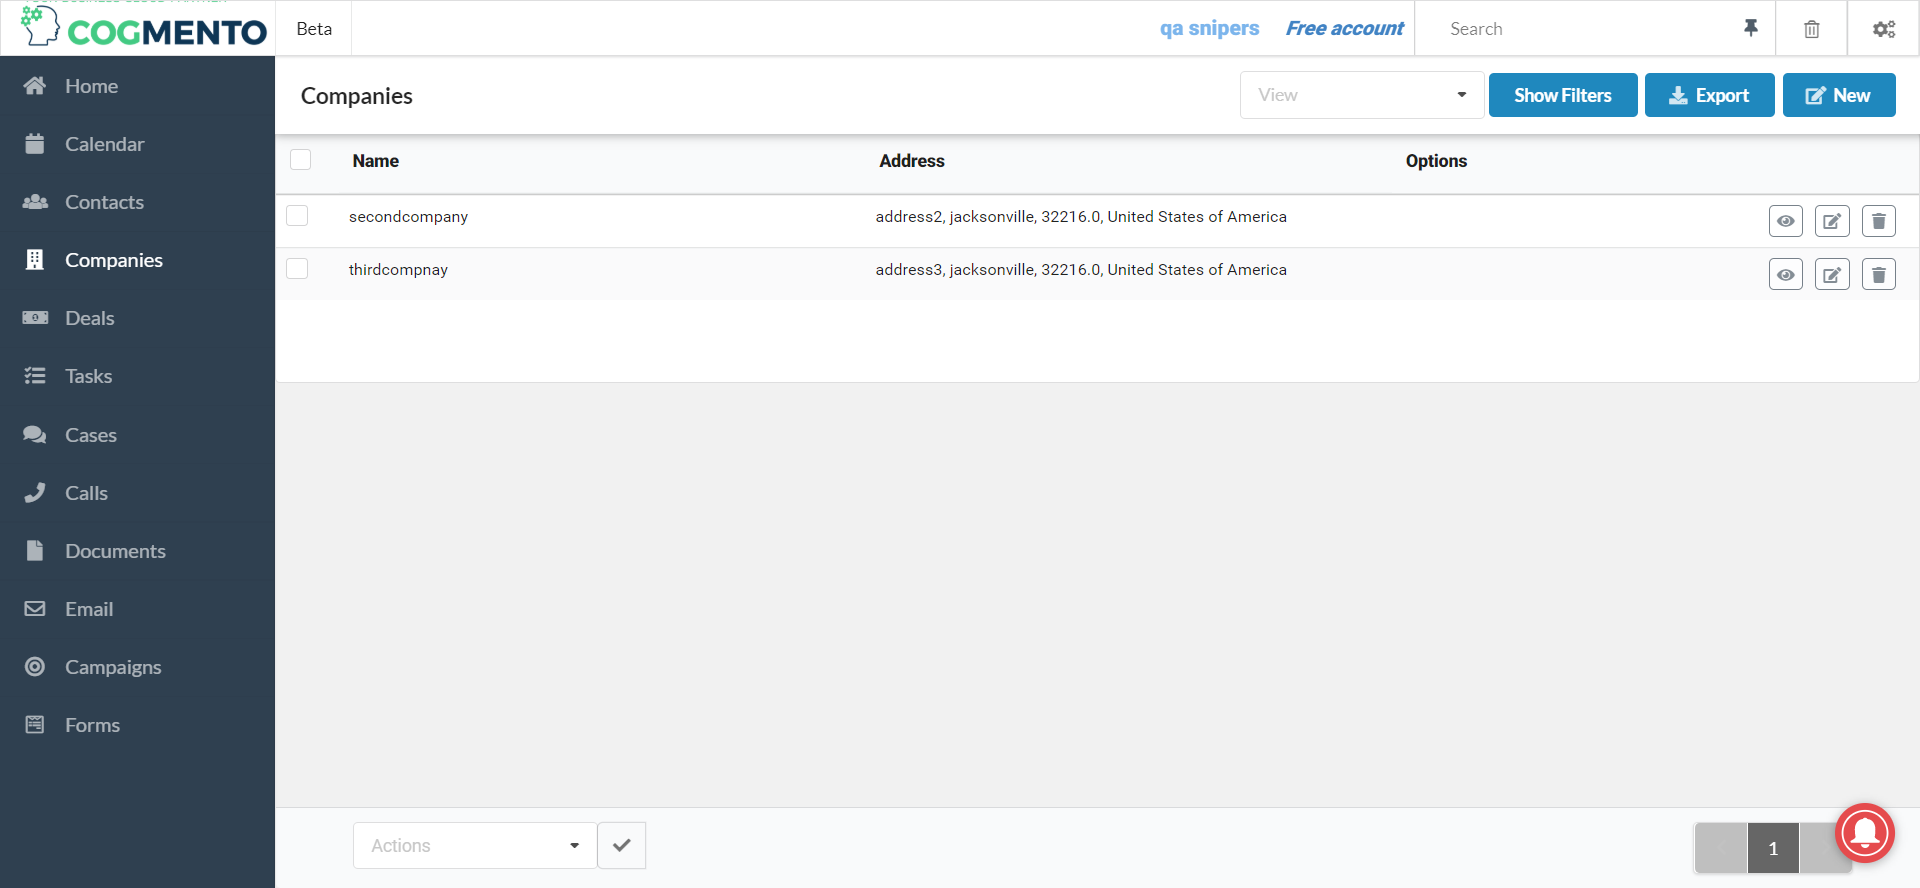 COGMENTO
Beta
qa snipers
Free account
Search
Home
Calendar
Contacts
Companies
Deals
Tasks
Cases
Calls
Documents
Email
Campaigns
Forms
Companies
View
Show Filters
Export
New
Name
Address
Options
secondcompany
address2, jacksonville, 32216.0, United States of America
thirdcompnay
address3, jacksonville, 32216.0, United States of America
Actions
1